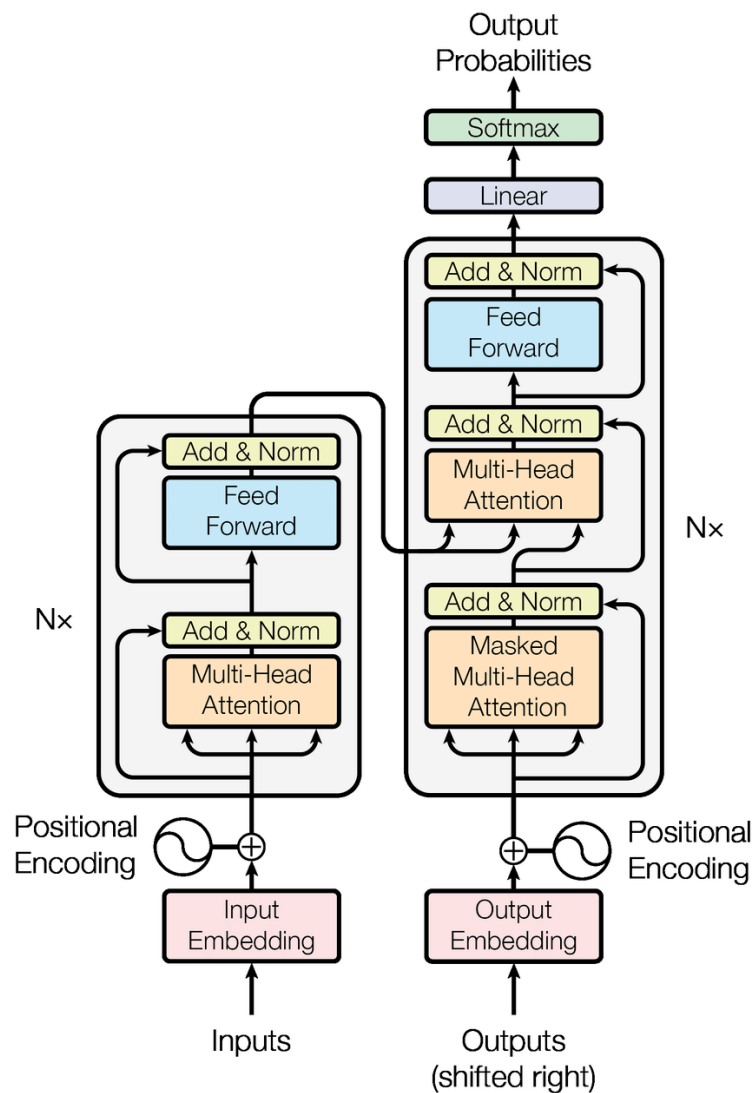 Output
Probabilities
Softmax
Linear
Add & Norm
Feed
Forward
Add & Norm
Multi-Head
Attention
Add & Norm
Masked
Multi-Head
Attention
N×
Add & Norm
Feed
Forward
Add & Norm
Multi-Head
Attention
N×
Positional
Encoding
Positional
Encoding
Input
Embedding
Output
Embedding
Inputs
Outputs
(shifted right)